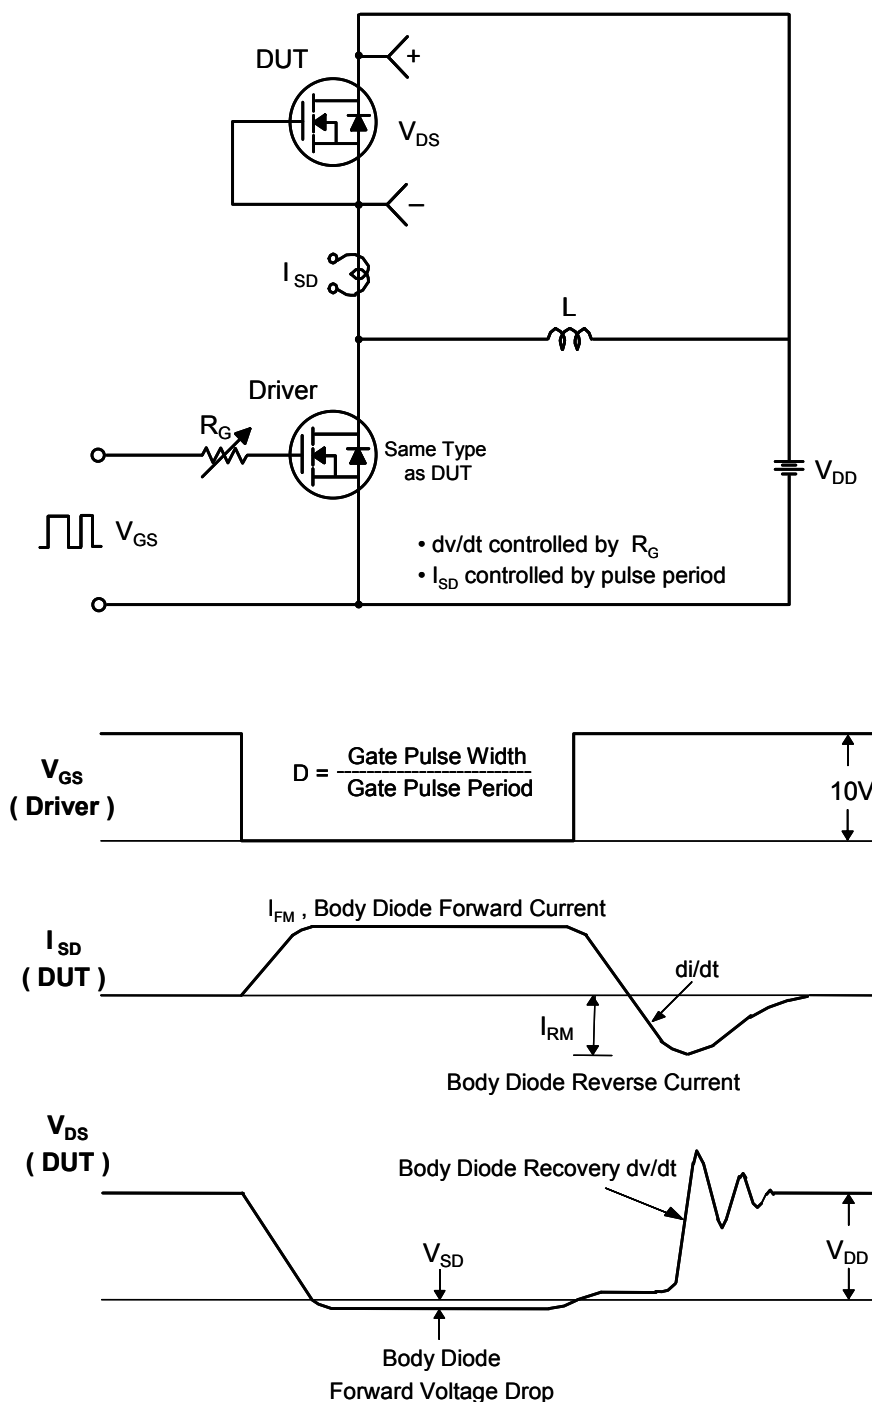 DUT
+
V_DS
–
I_SD
L
Driver
R_G
Same Type
as DUT
V_DD
V_GS
• dv/dt controlled by R_G
• I_SD controlled by pulse period
V_GS
( Driver )
D = Gate Pulse Width
Gate Pulse Period
10V
I_FM , Body Diode Forward Current
I_SD
( DUT )
di/dt
I_RM
Body Diode Reverse Current
V_DS
( DUT )
Body Diode Recovery dv/dt
V_SD
V_DD
Body Diode
Forward Voltage Drop